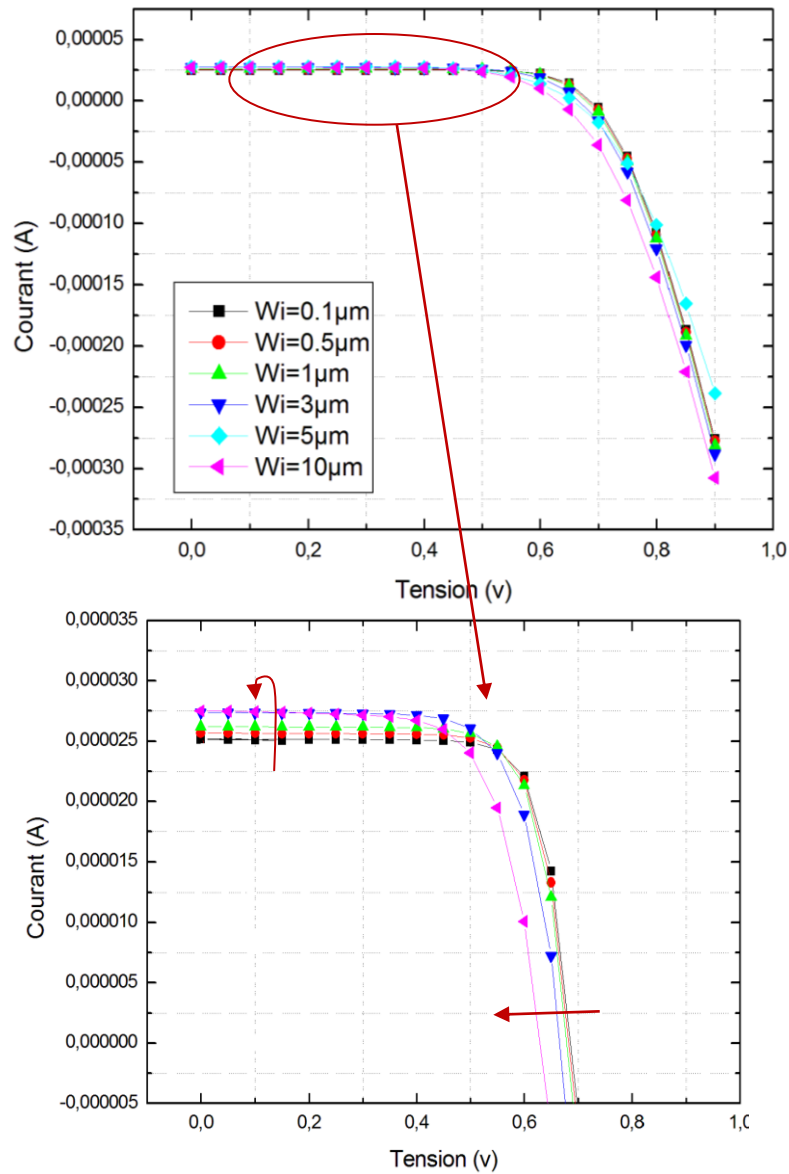 0,00005
0,00000
-0,00005
-0,00010
-0,00015
-0,00020
-0,00025
-0,00030
-0,00035
Courant (A)
Wi=0.1µm
Wi=0.5µm
Wi=1µm
Wi=3µm
Wi=5µm
Wi=10µm
0,0 0,2 0,4 0,6 0,8 1,0
Tension (v)
0,000035
0,000030
0,000025
0,000020
0,000015
0,000010
0,000005
0,000000
-0,000005
Courant (A)
0,0 0,2 0,4 0,6 0,8 1,0
Tension (v)